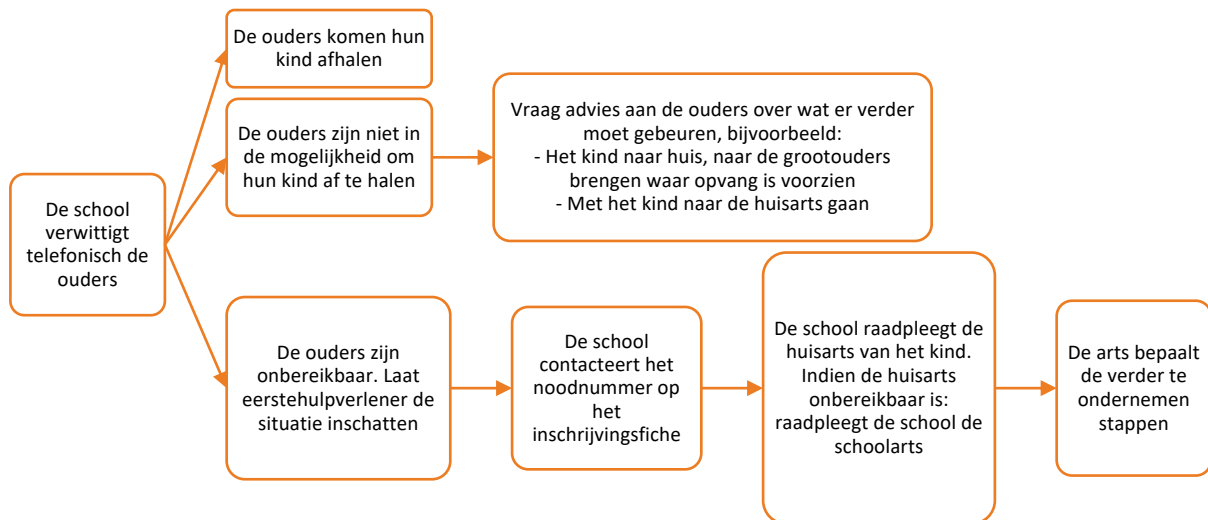 De school
verwittigt
telefonisch de
ouders
De ouders komen hun
kind afhalen
De ouders zijn niet in
de mogelijkheid om
hun kind af te halen
Vraag advies aan de ouders over wat er verder
moet gebeuren, bijvoorbeeld:
- Het kind naar huis, naar de grootouders
brengen waar opvang is voorzien
- Met het kind naar de huisarts gaan
De ouders zijn
onbereikbaar. Laat
eerstehulpverlener de
situatie inschatten
De school
contacteert het
noodnummer op
het
inschrijvingsfiche
De school raadpleegt de
huisarts van het kind.
Indien de huisarts
onbereikbaar is:
raadpleegt de school de
schoolarts
De arts bepaalt
de verder te
ondernemen
stappen